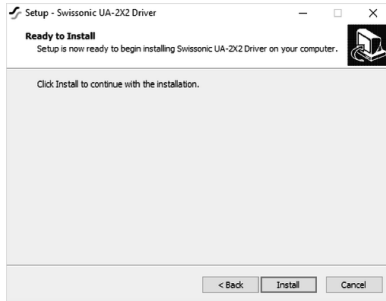 Setup - Swissonic UA-2X2 Driver
Ready to Install
Setup is now ready to begin installing Swissonic UA-2X2 Driver on your computer.
Click Install to continue with the installation.
< Back Install Cancel